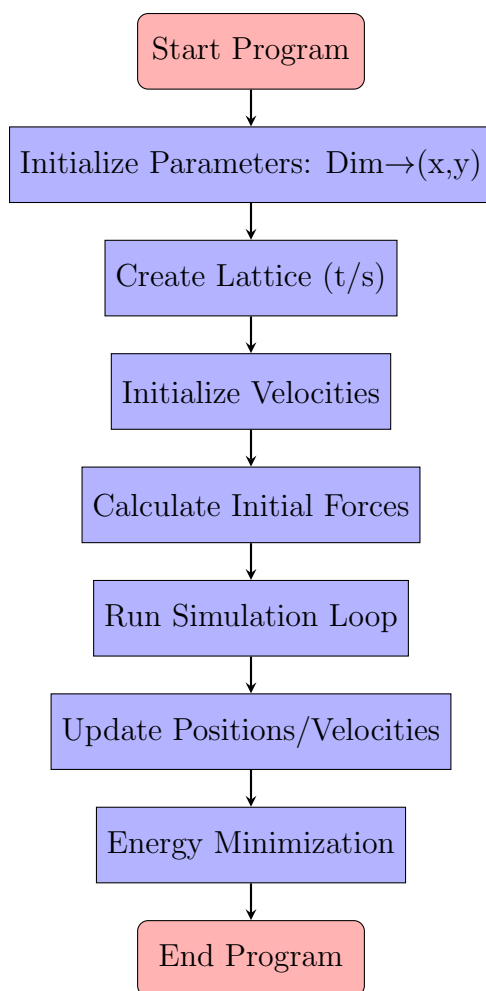 Start Program
Initialize Parameters: Dim→(x,y)
Create Lattice (t/s)
Initialize Velocities
Calculate Initial Forces
Run Simulation Loop
Update Positions/Velocities
Energy Minimization
End Program